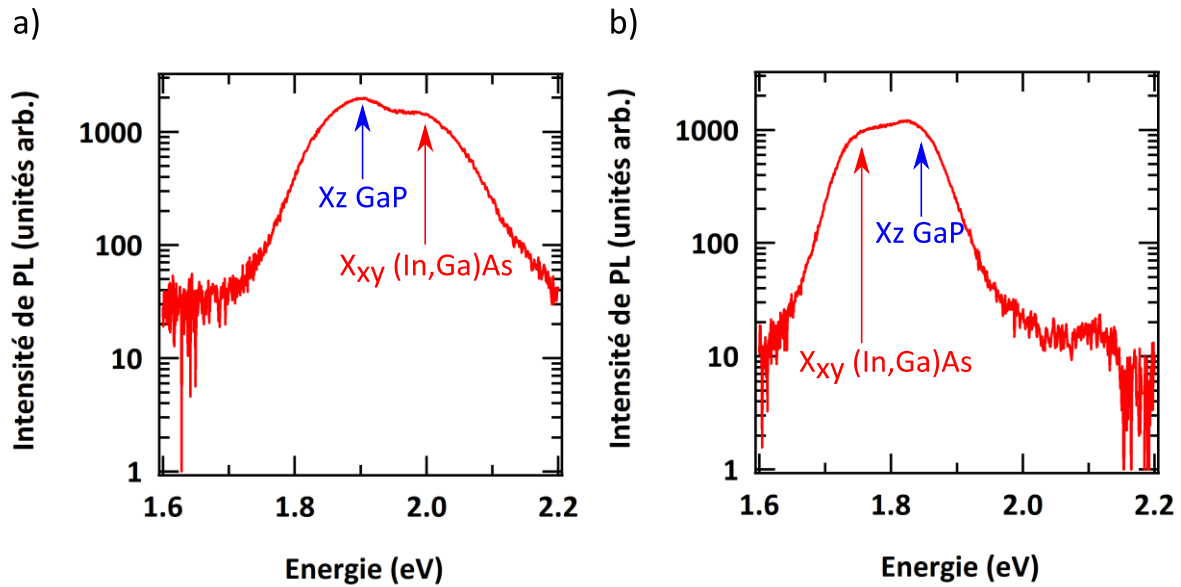 a)
Intensité de PL (unités arb.)
1000
100
10
1
Xz GaP
Xxy (In,Ga)As
1.6 1.8 2.0 2.2
Energie (eV)
b)
Intensité de PL (unités arb.)
1000
100
10
1
Xz GaP
Xxy (In,Ga)As
1.6 1.8 2.0 2.2
Energie (eV)